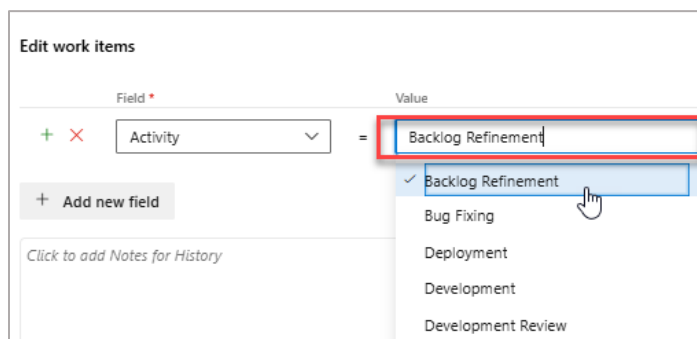 Edit work items
Field *
Value
+
Activity
=
Backlog Refinement
Backlog Refinement
+ Add new field
Bug Fixing
Click to add Notes for History
Deployment
Development
Development Review